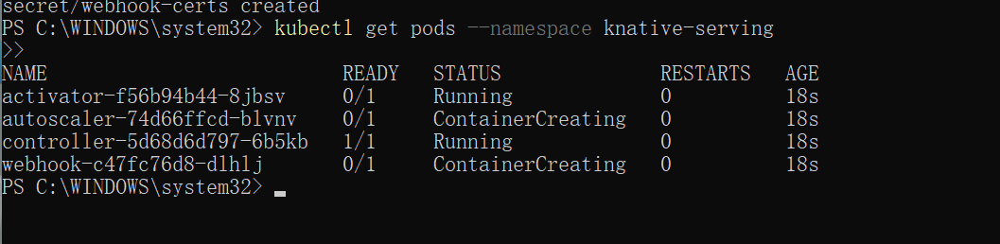 secret/webhook-certs created
PS C:\WINDOWS\system32> kubectl get pods --namespace knative-serving
>>
NAME READY STATUS RESTARTS AGE
activator-f56b94b44-8jbsv 0/1 Running 0 18s
autoscaler-74d66ffcd-blvnv 0/1 ContainerCreating 0 18s
controller-5d68d6d797-6b5kb 1/1 Running 0 18s
webhook-c47fc76d8-dlhlj 0/1 ContainerCreating 0 18s
PS C:\WINDOWS\system32>